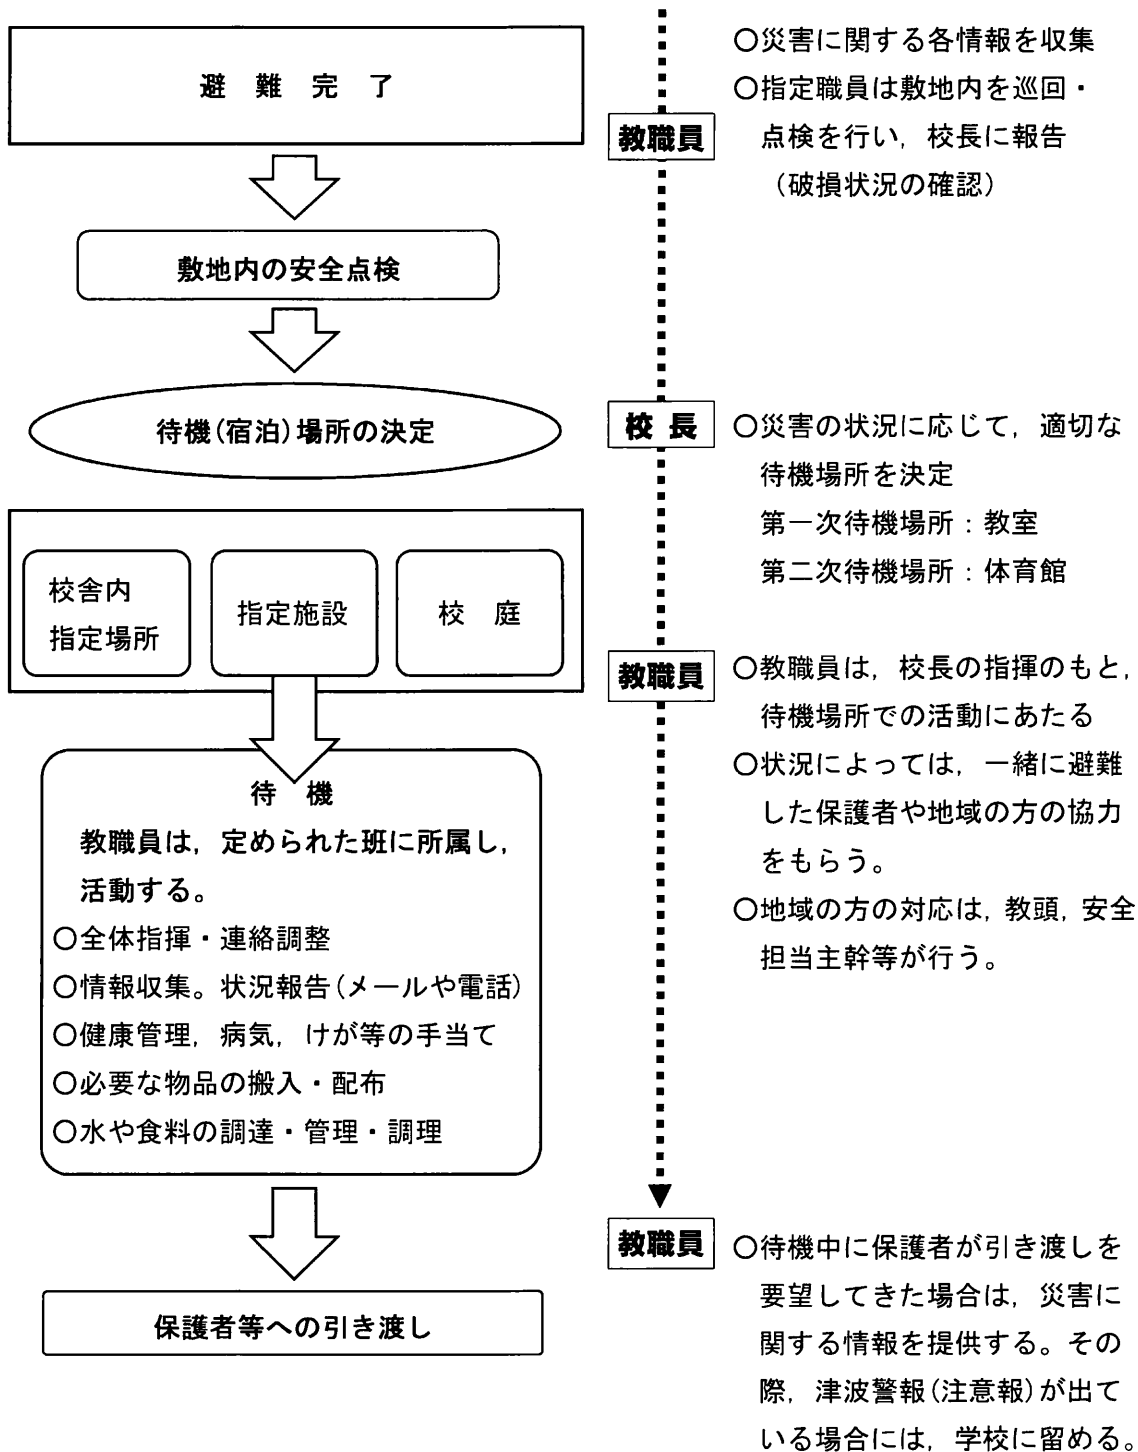 避難完了
敷地内の安全点検
待機(宿泊)場所の決定
校舎内
指定場所
指定施設
校庭
待機
教職員は，定められた班に所属し，
活動する。
○全体指揮・連絡調整
○情報収集。状況報告(メールや電話)
○健康管理，病気，けが等の手当て
○必要な物品の搬入・配布
○水や食料の調達・管理・調理
保護者等への引き渡し
教職員
○災害に関する各情報を収集
○指定職員は敷地内を巡回・
点検を行い，校長に報告
（破損状況の確認）
校長
○災害の状況に応じて，適切な
待機場所を決定
第一次待機場所：教室
第二次待機場所：体育館
教職員
○教職員は，校長の指揮のもと，
待機場所での活動にあたる
○状況によっては，一緒に避難
した保護者や地域の方の協力
をもらう。
○地域の方の対応は，教頭，安全
担当主幹等が行う。
教職員
○待機中に保護者が引き渡しを
要望してきた場合は，災害に
関する情報を提供する。その
際，津波警報(注意報)が出て
いる場合には，学校に留める。